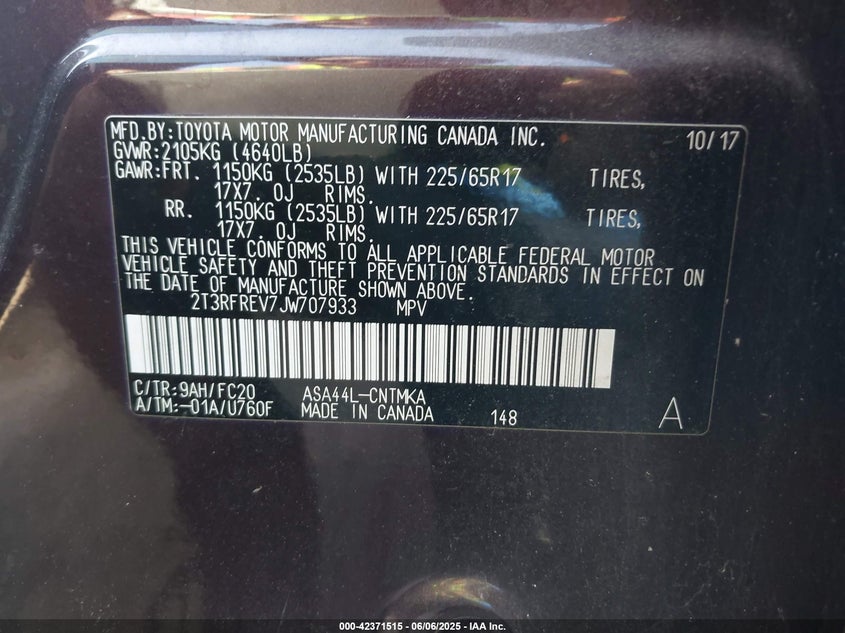 MFD.BY:TOYOTA MOTOR MANUFACTURING CANADA INC. 10/17
GVWR:2105KG (4640LB)
GAWR:FRT. 1150KG (2535LB) WITH 225/65R17 TIRES,
17X7. 0J RIMS.
RR. 1150KG (2535LB) WITH 225/65R17 TIRES,
17X7. 0J RIMS.
THIS VEHICLE CONFORMS TO ALL APPLICABLE FEDERAL MOTOR
VEHICLE SAFETY AND THEFT PREVENTION STANDARDS IN EFFECT ON
THE DATE OF MANUFACTURE SHOWN ABOVE.
2T3RFREV7JW707933 MPV
C/TR:9AH/FC20 ASA44L-CNTMKA
A/TM:-01A/U760F MADE IN CANADA 148 A
000-42371515 - 06/06/2025 - IAA Inc.